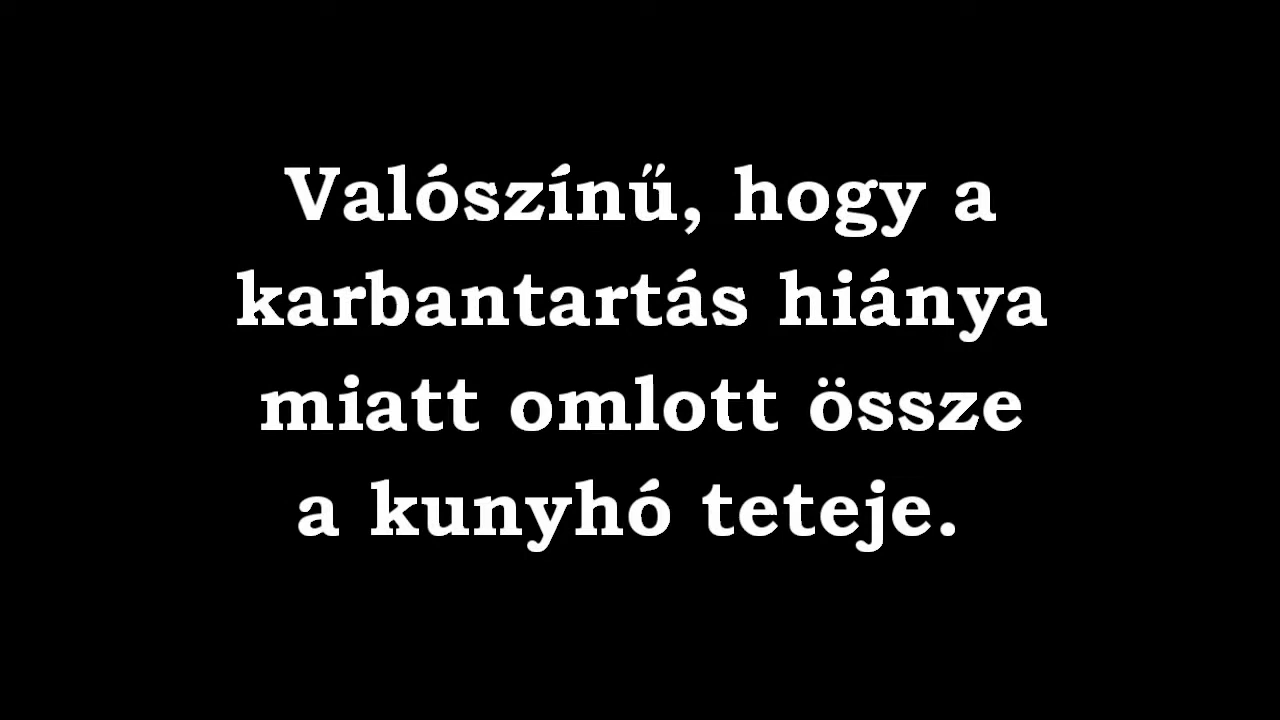 Valószínű, hogy a
karbantartás hiánya
miatt omlott össze
a kunyhó teteje.